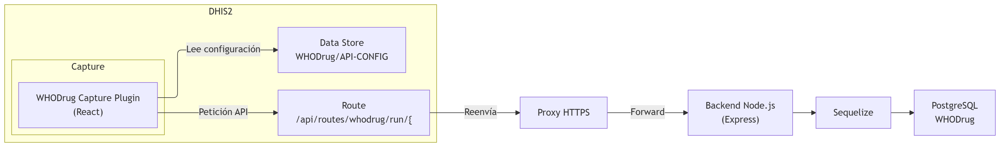 DHIS2
Data Store
WHODrug/API-CONFIG
Lee configuración
Capture
WHODrug Capture Plugin
(React)
Petición API
Route
/api/routes/whodrug/run/{
Reenvía
Proxy HTTPS
Forward
Backend Node.js
(Express)
Sequelize
PostgreSQL
WHODrug